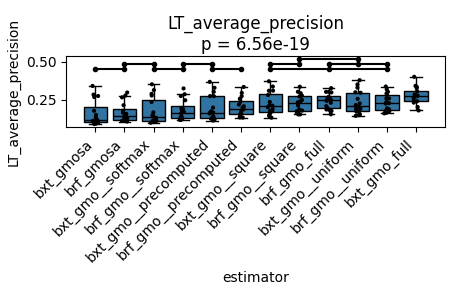 LT_average_precision
p = 6.56e-19
LT_average_precision
0.50
0.25
bxt_gmosa
brf_gmosa
bxt_gmo__softmax
brf_gmo__softmax
bxt_gmo__precomputed
brf_gmo__precomputed
bxt_gmo__square
brf_gmo__square
brf_gmo_full
bxt_gmo__uniform
brf_gmo__uniform
bxt_gmo_full
estimator